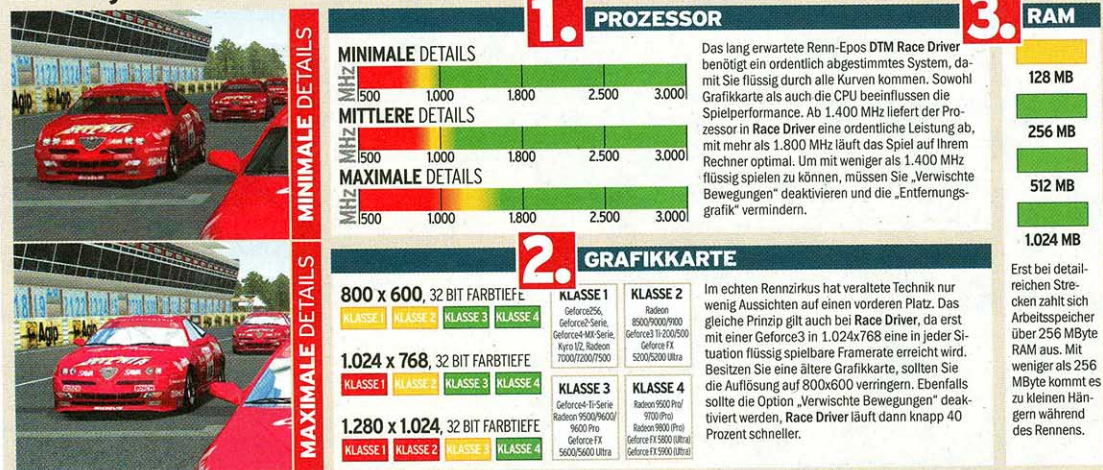 MINIMALE DETAILS
MAXIMALE DETAILS
1. PROZESSOR
MINIMALE DETAILS
MHz
500 1.000 1.800 2.500 3.000
MITTLERE DETAILS
MHz
500 1.000 1.800 2.500 3.000
MAXIMALE DETAILS
MHz
500 1.000 1.800 2.500 3.000
Das lang erwartete Renn-Epos DTM Race Driver
benötigt ein ordentlich abgestimmtes System, da-
mit Sie flüssig durch alle Kurven kommen. Sowohl
Grafikkarte als auch die CPU beeinflussen die
Spielperformance. Ab 1.400 MHz liefert der Pro-
zessor in Race Driver eine ordentliche Leistung ab,
mit mehr als 1.800 MHz läuft das Spiel auf Ihrem
Rechner optimal. Um mit weniger als 1.400 MHz
flüssig spielen zu können, müssen Sie „Verwischte
Bewegungen“ deaktivieren und die „Entfernungs-
grafik“ vermindern.
2. GRAFIKKARTE
800 x 600, 32 BIT FARBTIEFE
KLASSE 1 KLASSE 2 KLASSE 3 KLASSE 4
1.024 x 768, 32 BIT FARBTIEFE
KLASSE 1 KLASSE 2 KLASSE 3 KLASSE 4
1.280 x 1.024, 32 BIT FARBTIEFE
KLASSE 1 KLASSE 2 KLASSE 3 KLASSE 4
KLASSE 1
Geforce256,
Geforce2-Serie,
Geforce4-MX-Serie,
Kyro 1/2, Radeon
7000/7200/7500
KLASSE 2
Radeon
8500/9000/9100
Geforce3 Ti-200/500
Geforce FX
5200/5200 Ultra
KLASSE 3
Geforce4-Ti-Serie
Radeon 9500/9600/
9600 Pro
Geforce FX
5600/5600 Ultra
KLASSE 4
Radeon 9500 Pro/
9700 (Pro)
Radeon 9800 (Pro)
Geforce FX 5800 (Ultra)
Geforce FX 5900 (Ultra)
Im echten Rennzirkus hat veraltete Technik nur
wenig Aussichten auf einen vorderen Platz. Das
gleiche Prinzip gilt auch bei Race Driver, da erst
mit einer Geforce3 in 1.024x768 eine in jeder Si-
tuation flüssig spielbare Framerate erreicht wird.
Besitzen Sie eine ältere Grafikkarte, sollten Sie
die Auflösung auf 800x600 verringern. Ebenfalls
sollte die Option „Verwischte Bewegungen“ deak-
tiviert werden, Race Driver läuft dann knapp 40
Prozent schneller.
3. RAM
128 MB
256 MB
512 MB
1.024 MB
Erst bei detail-
reichen Stre-
cken zahlt sich
Arbeitsspeicher
über 256 MByte
RAM aus. Mit
weniger als 256
MByte kommt es
zu kleinen Hän-
gern während
des Rennens.
Agip
Agip